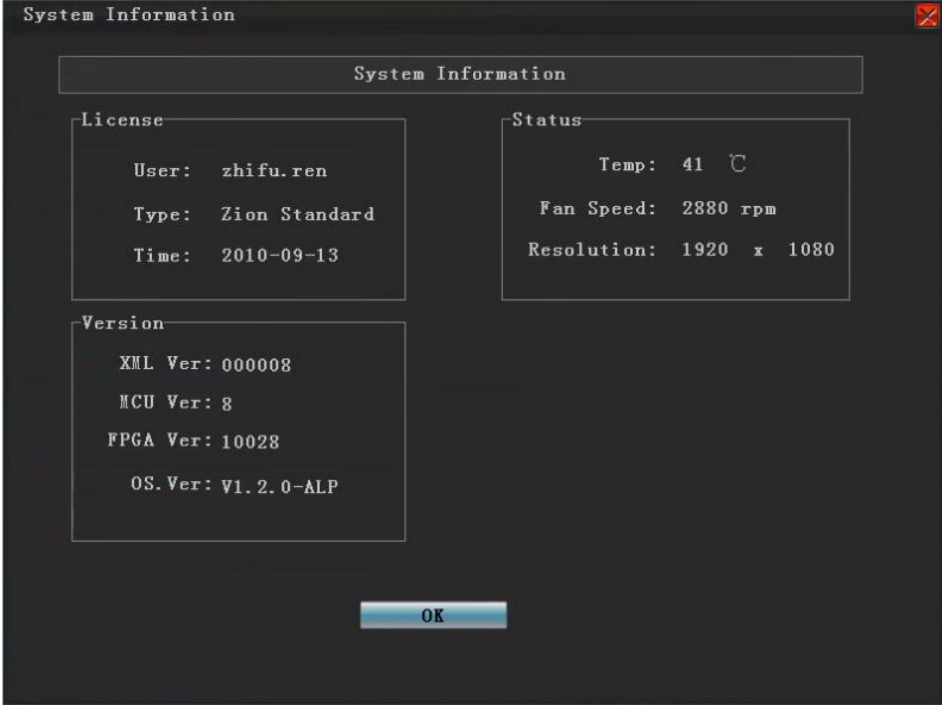 System Information
System Information
License
User: zhifu.ren
Type: Zion Standard
Time: 2010-09-13
Status
Temp: 41 ℃
Fan Speed: 2880 rpm
Resolution: 1920 x 1080
Version
XML Ver: 000008
MCU Ver: 8
FPGA Ver: 10028
OS.Ver: V1.2.0-ALP
OK